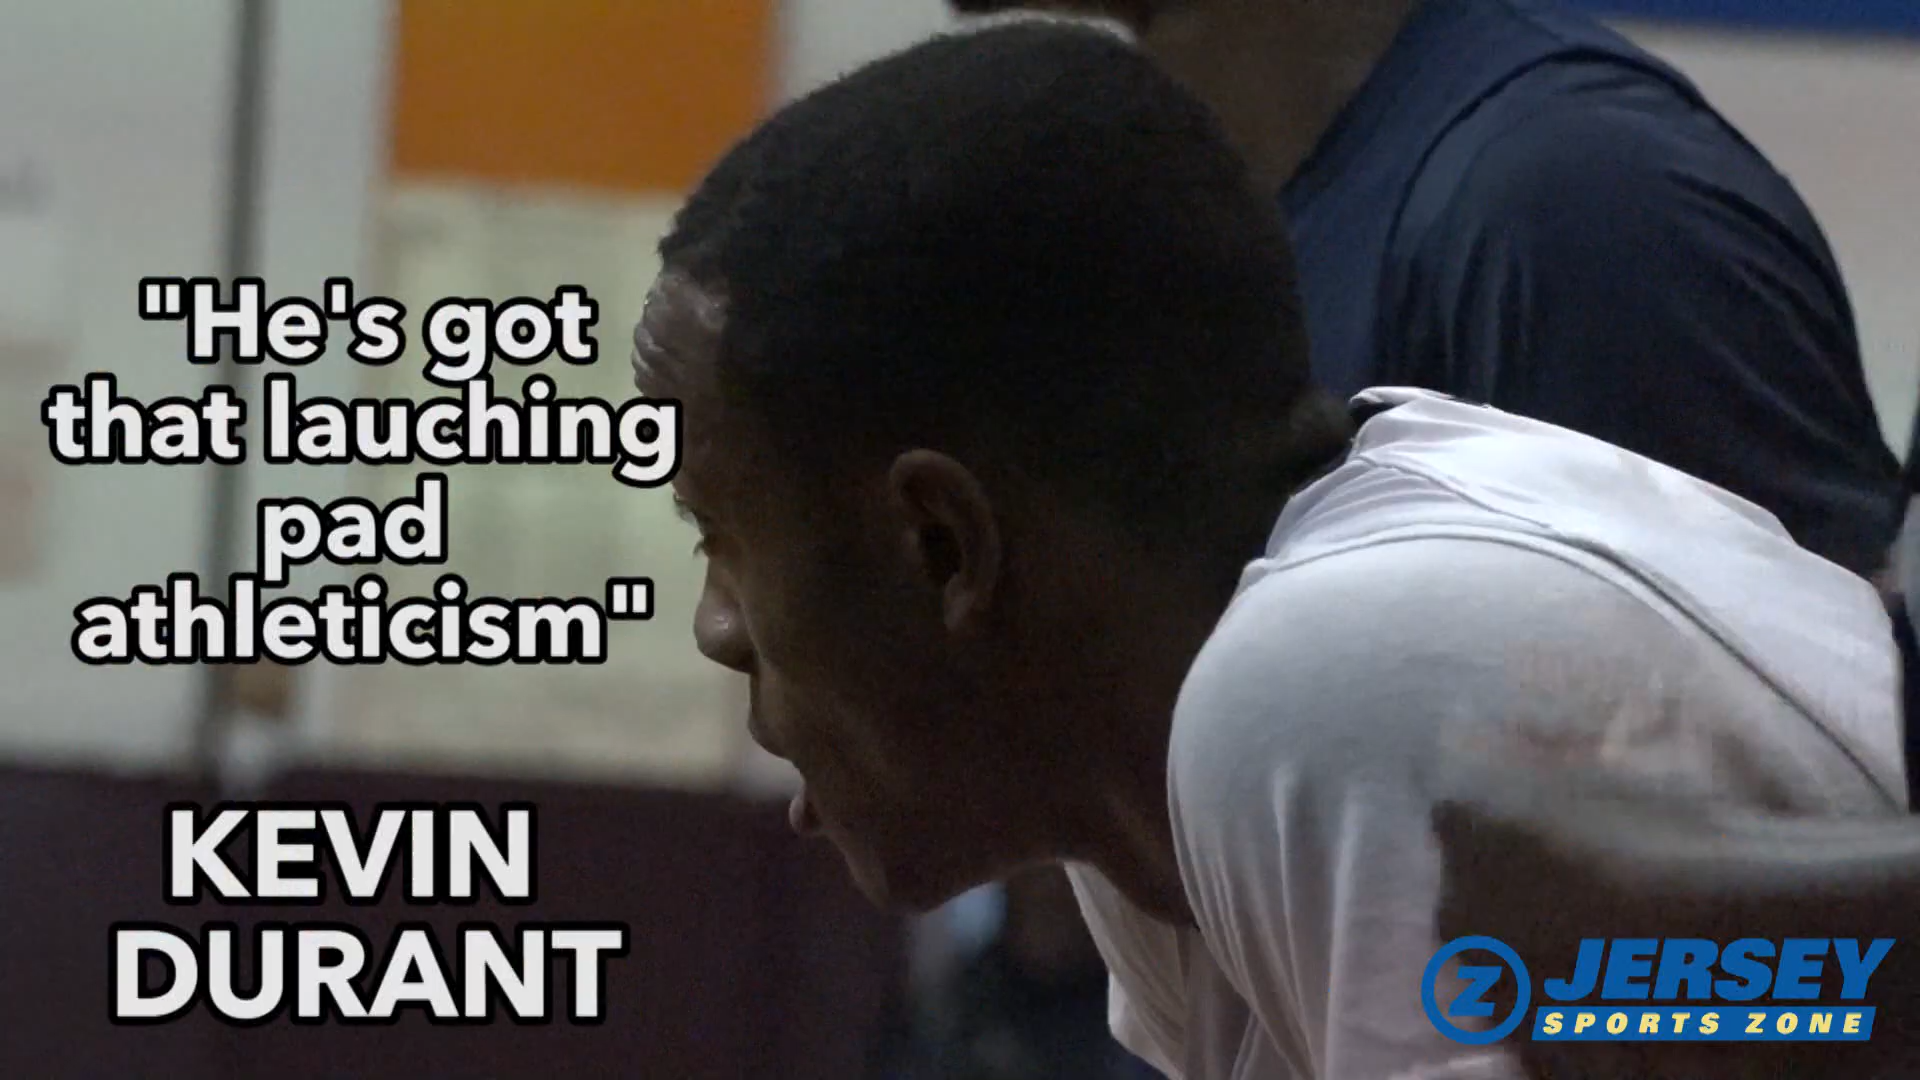 "He's got
that lauching
pad
athleticism"
KEVIN
DURANT
Z JERSEY
SPORTS ZONE